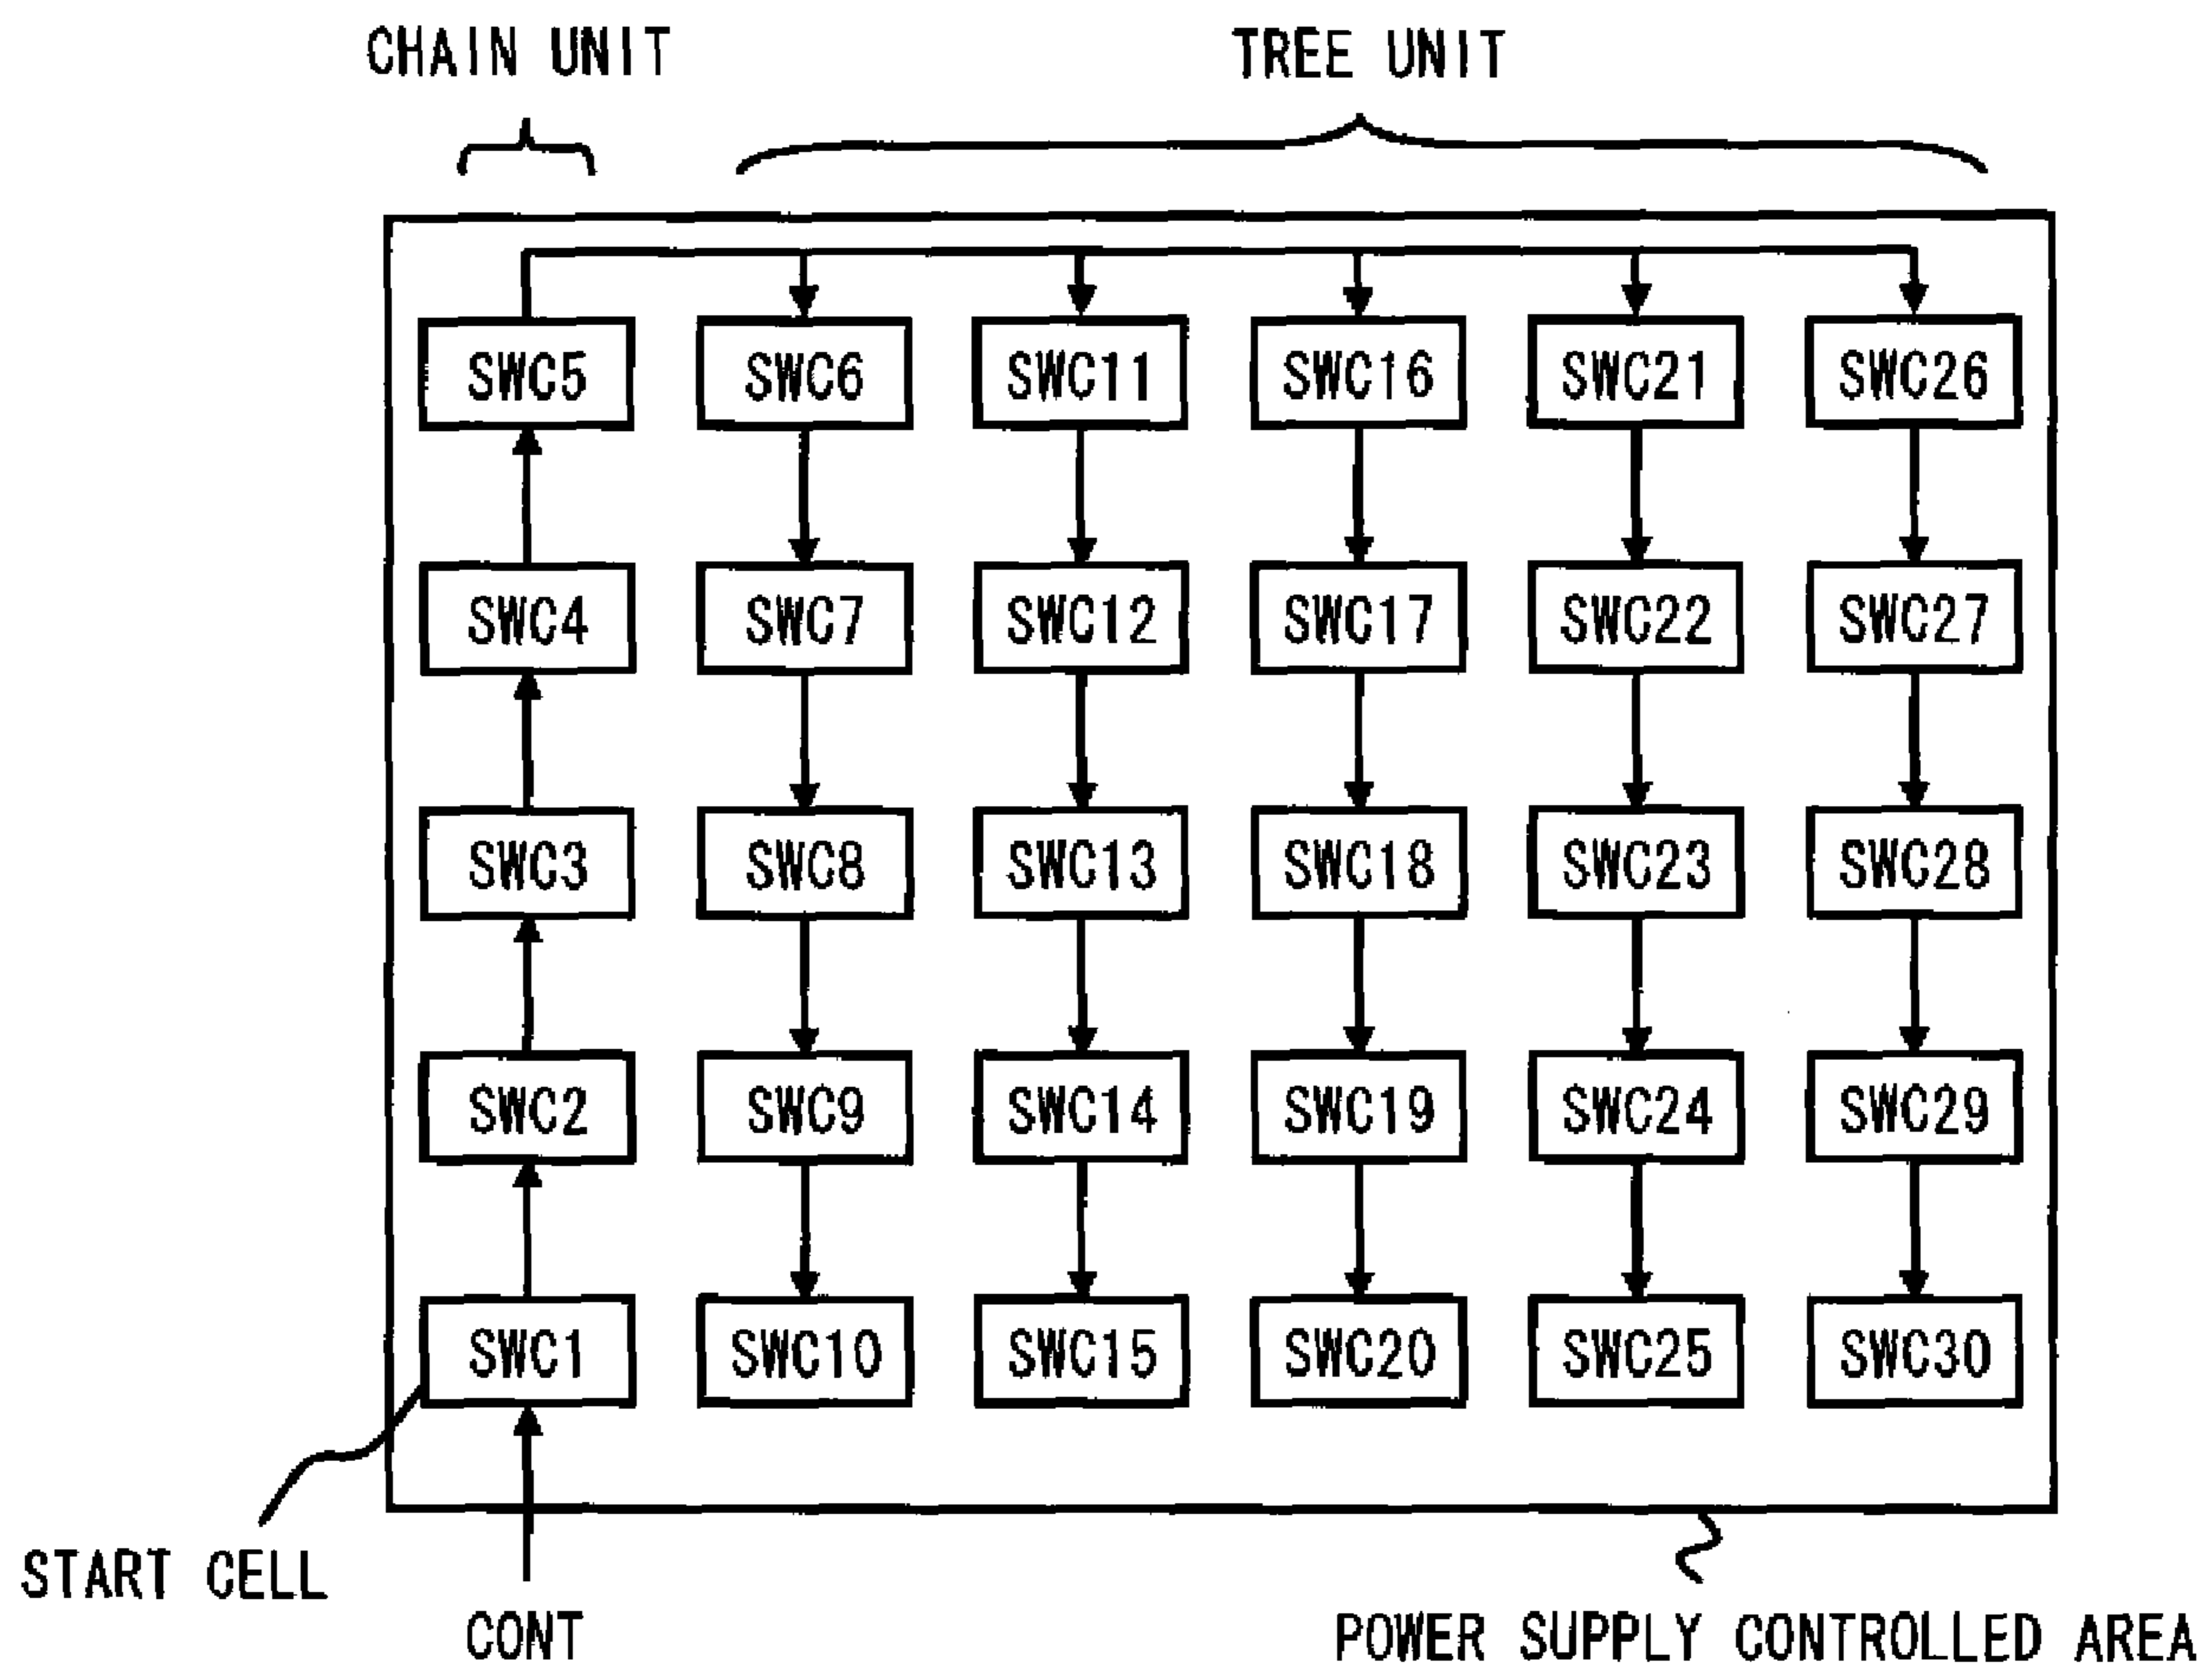 CHAIN UNIT TREE UNIT
SWC5 SWC6 SWC11 SWC16 SWC21 SWC26
SWC4 SWC7 SWC12 SWC17 SWC22 SWC27
SWC3 SWC8 SWC13 SWC18 SWC23 SWC28
SWC2 SWC9 SWC14 SWC19 SWC24 SWC29
SWC1 SWC10 SWC15 SWC20 SWC25 SWC30
START CELL
CONT POWER SUPPLY CONTROLLED AREA